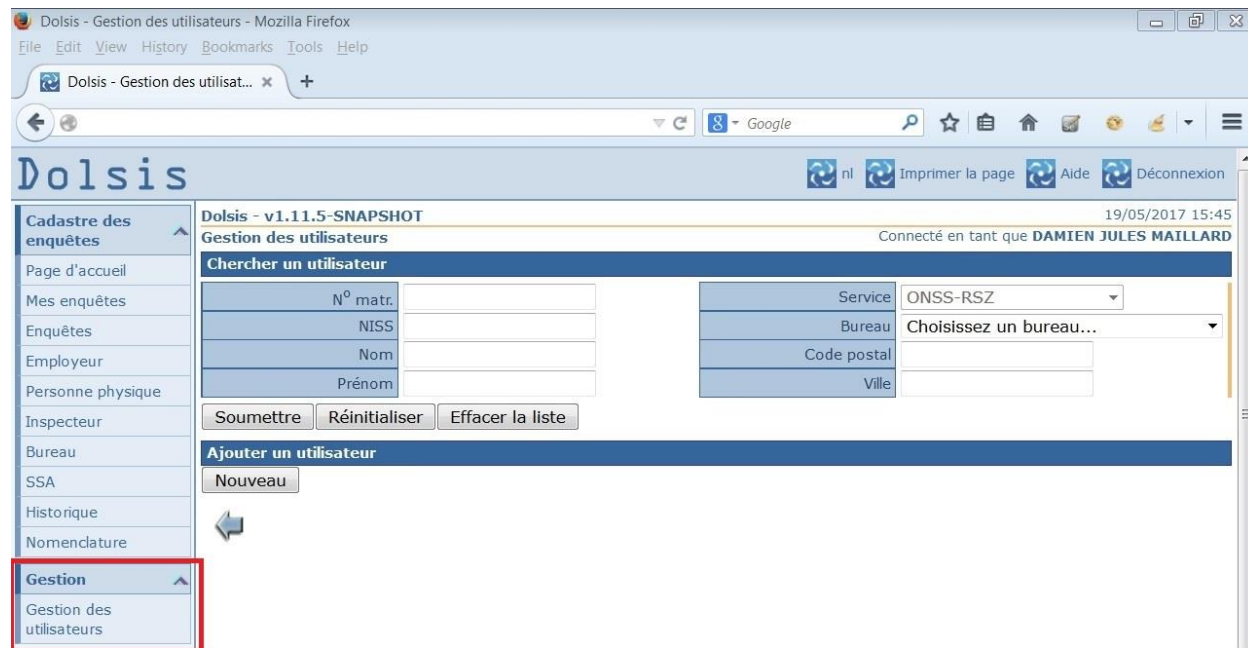 Dolsis - Gestion des utilisateurs - Mozilla Firefox
File Edit View History Bookmarks Tools Help
Dolsis - Gestion des utilisat... × +
8 Google
Dolsis
nl Imprimer la page Aide Déconnexion
Cadastre des
enquêtes
Page d'accueil
Mes enquêtes
Enquêtes
Employeur
Personne physique
Inspecteur
Bureau
SSA
Historique
Nomenclature
Gestion
Gestion des
utilisateurs
Dolsis - v1.11.5-SNAPSHOT 19/05/2017 15:45
Gestion des utilisateurs Connecté en tant que DAMIEN JULES MAILLARD
Chercher un utilisateur
Nº matr. Service ONSS-RSZ
NISS Bureau Choisissez un bureau...
Nom Code postal
Prénom Ville
Soumettre Réinitialiser Effacer la liste
Ajouter un utilisateur
Nouveau